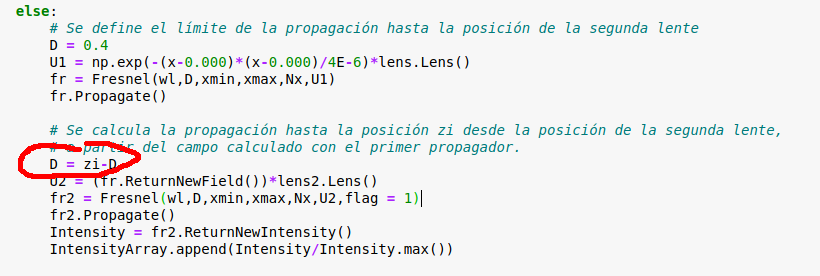 else:
# Se define el límite de la propagación hasta la posición de la segunda lente
D = 0.4
U1 = np.exp(-(x-0.000)*(x-0.000)/4E-6)*lens.Lens()
fr = Fresnel(wl,D,xmin,xmax,Nx,U1)
fr.Propagate()
# Se calcula la propagación hasta la posición zi desde la posición de la segunda lente,
# a partir del campo calculado con el primer propagador.
D = zi-D
U2 = (fr.ReturnNewField())*lens2.Lens()
fr2 = Fresnel(wl,D,xmin,xmax,Nx,U2,flag = 1)
fr2.Propagate()
Intensity = fr2.ReturnNewIntensity()
IntensityArray.append(Intensity/Intensity.max())